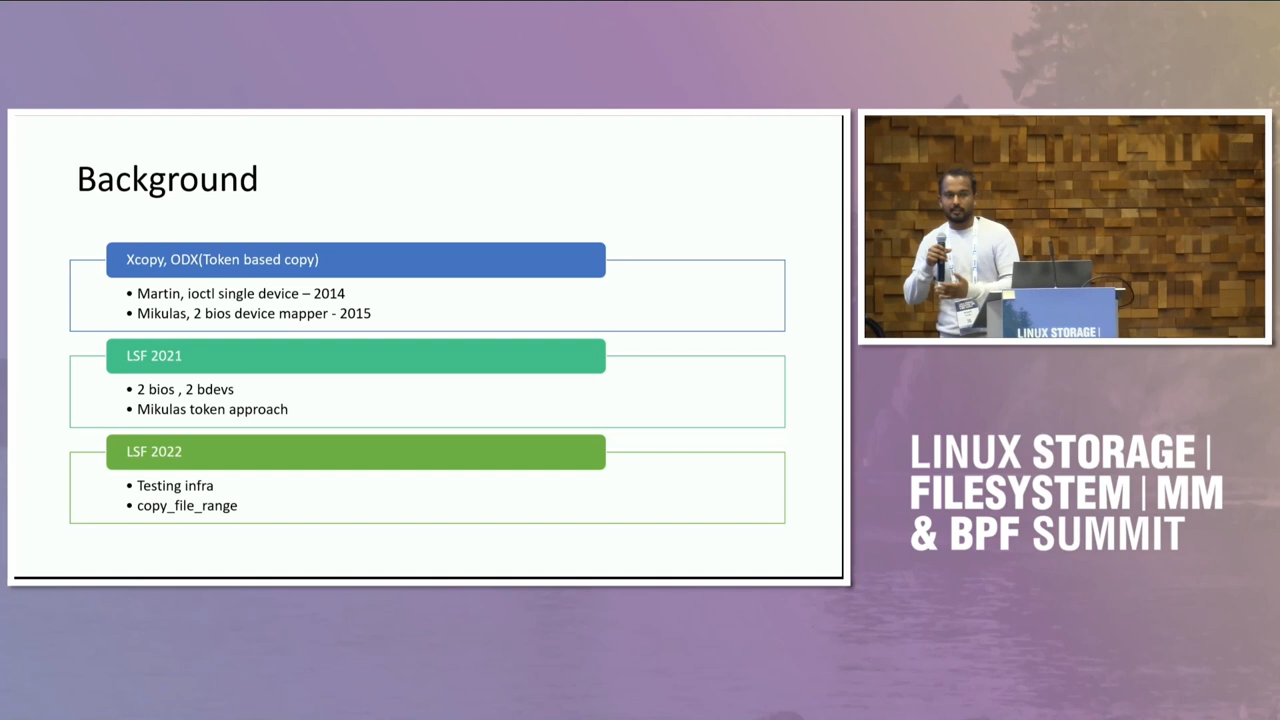 Background
Xcopy, ODX(Token based copy)
• Martin, ioctl single device – 2014
• Mikulas, 2 bios device mapper - 2015
LSF 2021
• 2 bios , 2 bdevs
• Mikulas token approach
LSF 2022
• Testing infra
• copy_file_range
LINUX STORAGE|
LINUX STORAGE|
FILESYSTEM|MM
& BPF SUMMIT